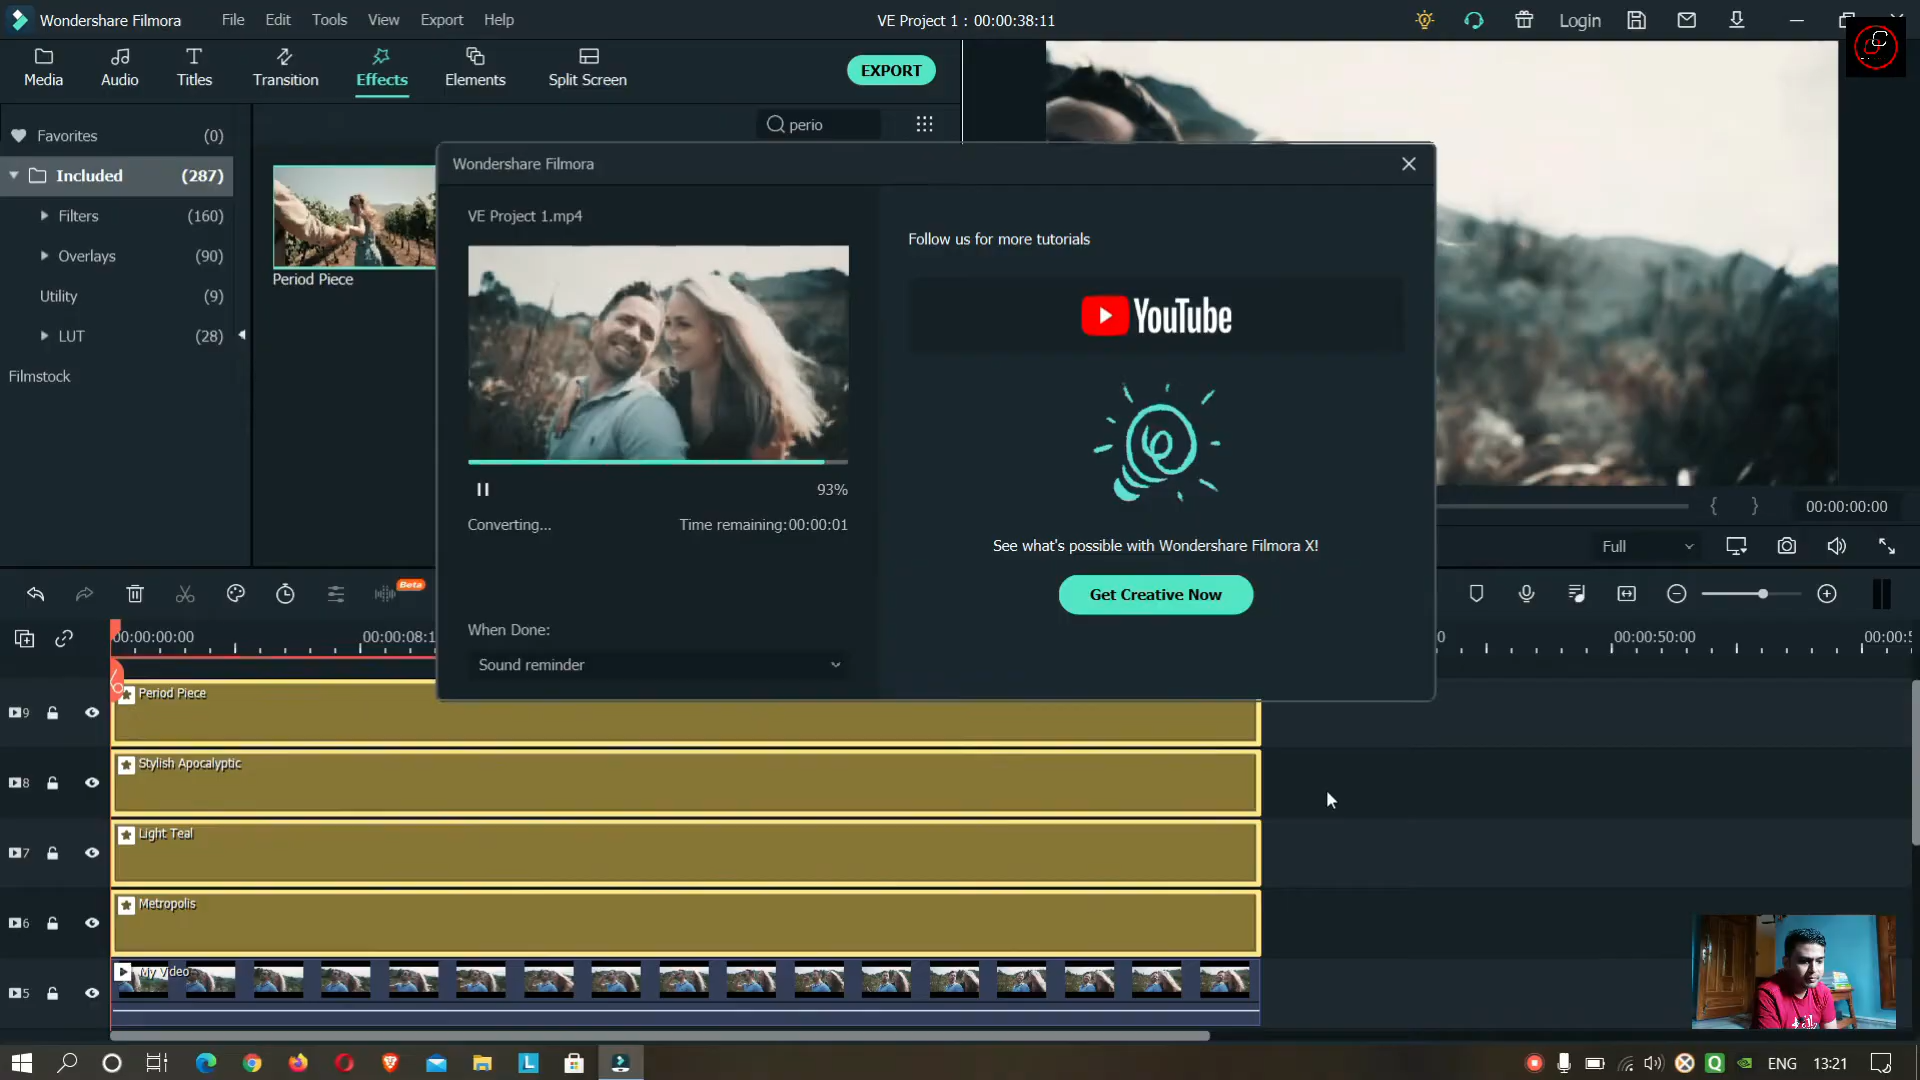 Wondershare Filmora
File
Edit
Tools
View
Export
Help
VE Project 1 : 00:00:38:11
Login
Media
Audio
Titles
Transition
Effects
Elements
Split Screen
EXPORT
Favorites (0)
Included (287)
Filters (160)
Overlays (90)
Utility (9)
LUT (28)
Filmstock
perio
Period Piece
Wondershare Filmora
VE Project 1.mp4
93%
Converting...
Time remaining:00:00:01
When Done:
Sound reminder
Follow us for more tutorials
YouTube
See what's possible with Wondershare Filmora X!
Get Creative Now
00:00:00:00
Full
Beta
00:00:00:00
00:00:08:1
0
00:00:50:00
00:00:5
9
Period Piece
8
Stylish Apocalyptic
7
Light Teal
6
Metropolis
5
My Video
ENG
13:21